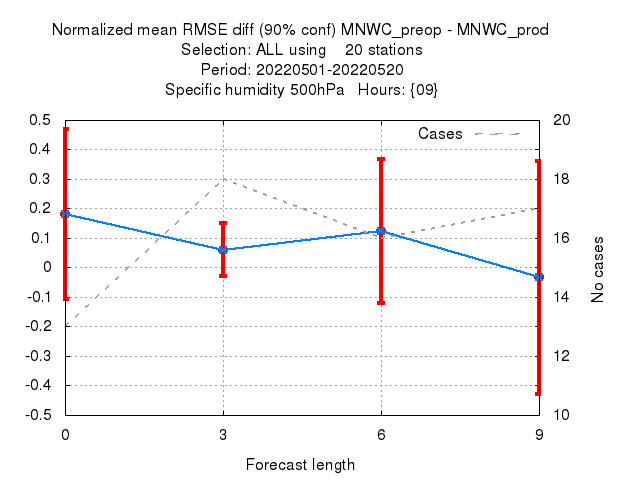 Normalized mean RMSE diff (90% conf) MNWC_preop - MNWC_prod
Selection: ALL using 20 stations
Period: 20220501-20220520
Specific humidity 500hPa Hours: {09}
Cases
0.5
0.4
0.3
0.2
0.1
0
-0.1
-0.2
-0.3
-0.4
-0.5
20
18
16
14
12
10
No cases
0 3 6 9
Forecast length